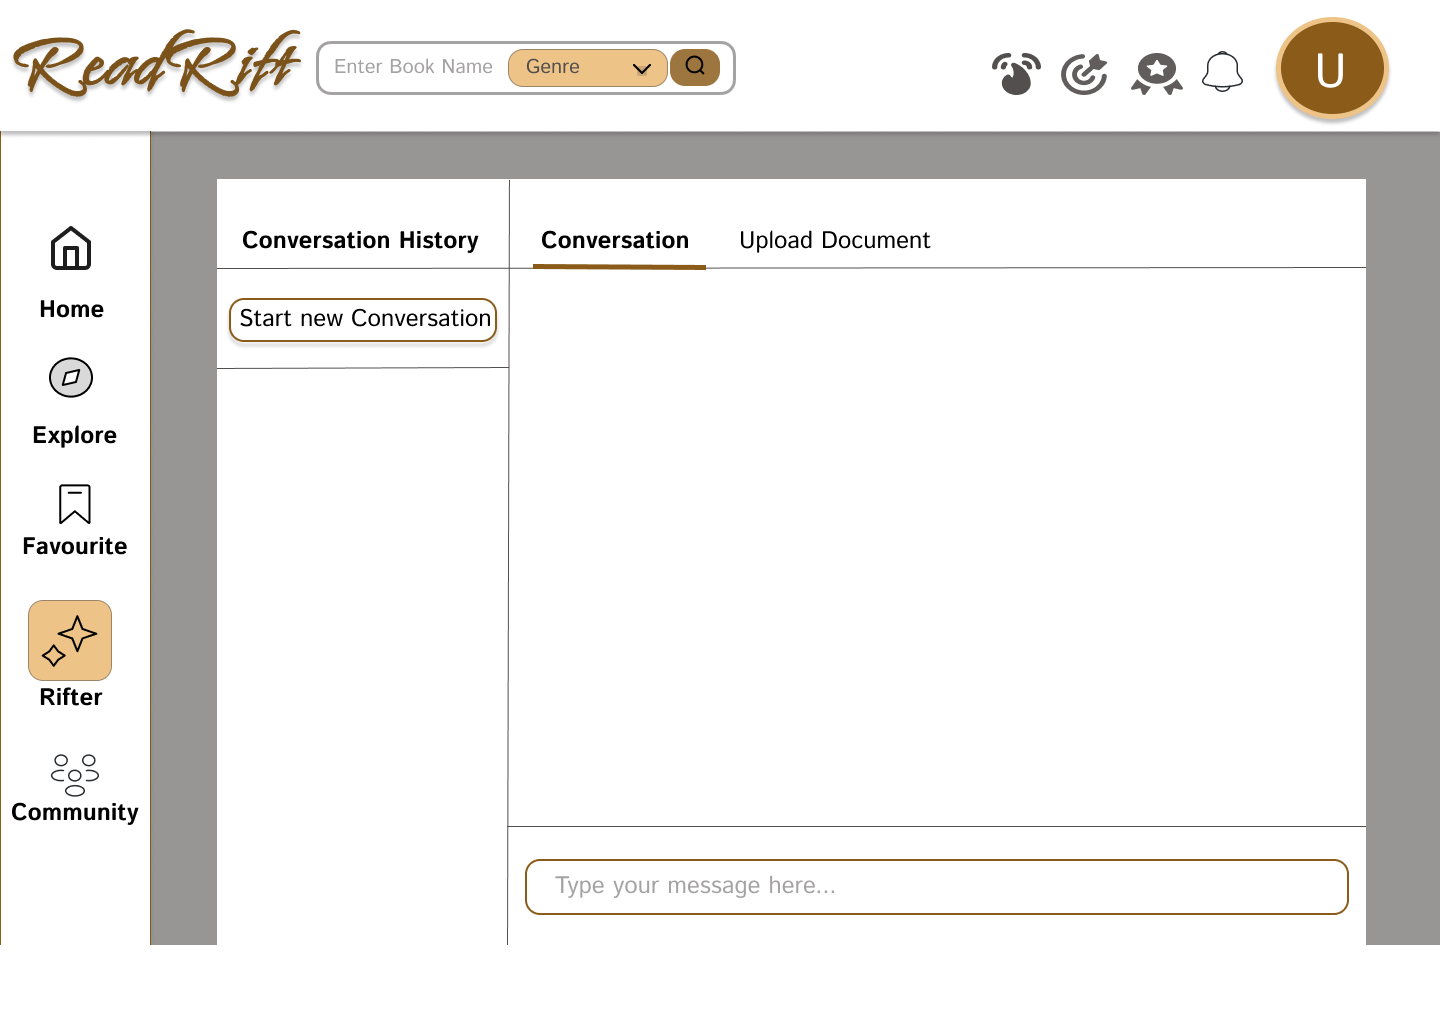 ReadRift
Enter Book Name
Genre
U
Home
Explore
Favourite
Rifter
Community
Conversation History
Start new Conversation
Conversation
Upload Document
Type your message here...